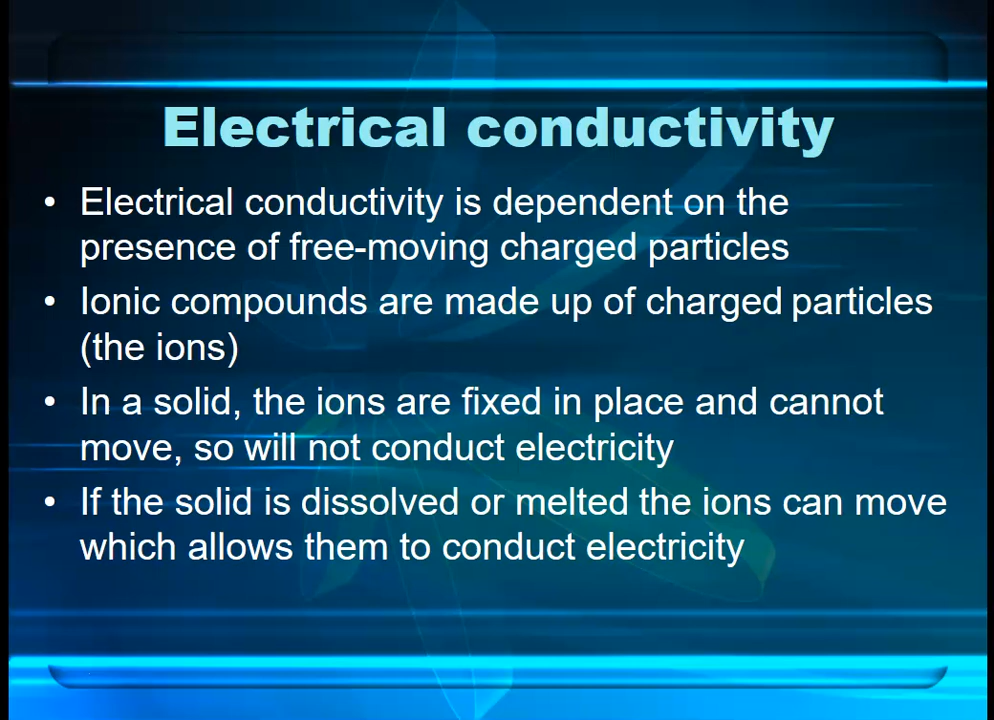 Electrical conductivity
• Electrical conductivity is dependent on the
presence of free-moving charged particles
• Ionic compounds are made up of charged particles
(the ions)
• In a solid, the ions are fixed in place and cannot
move, so will not conduct electricity
• If the solid is dissolved or melted the ions can move
which allows them to conduct electricity